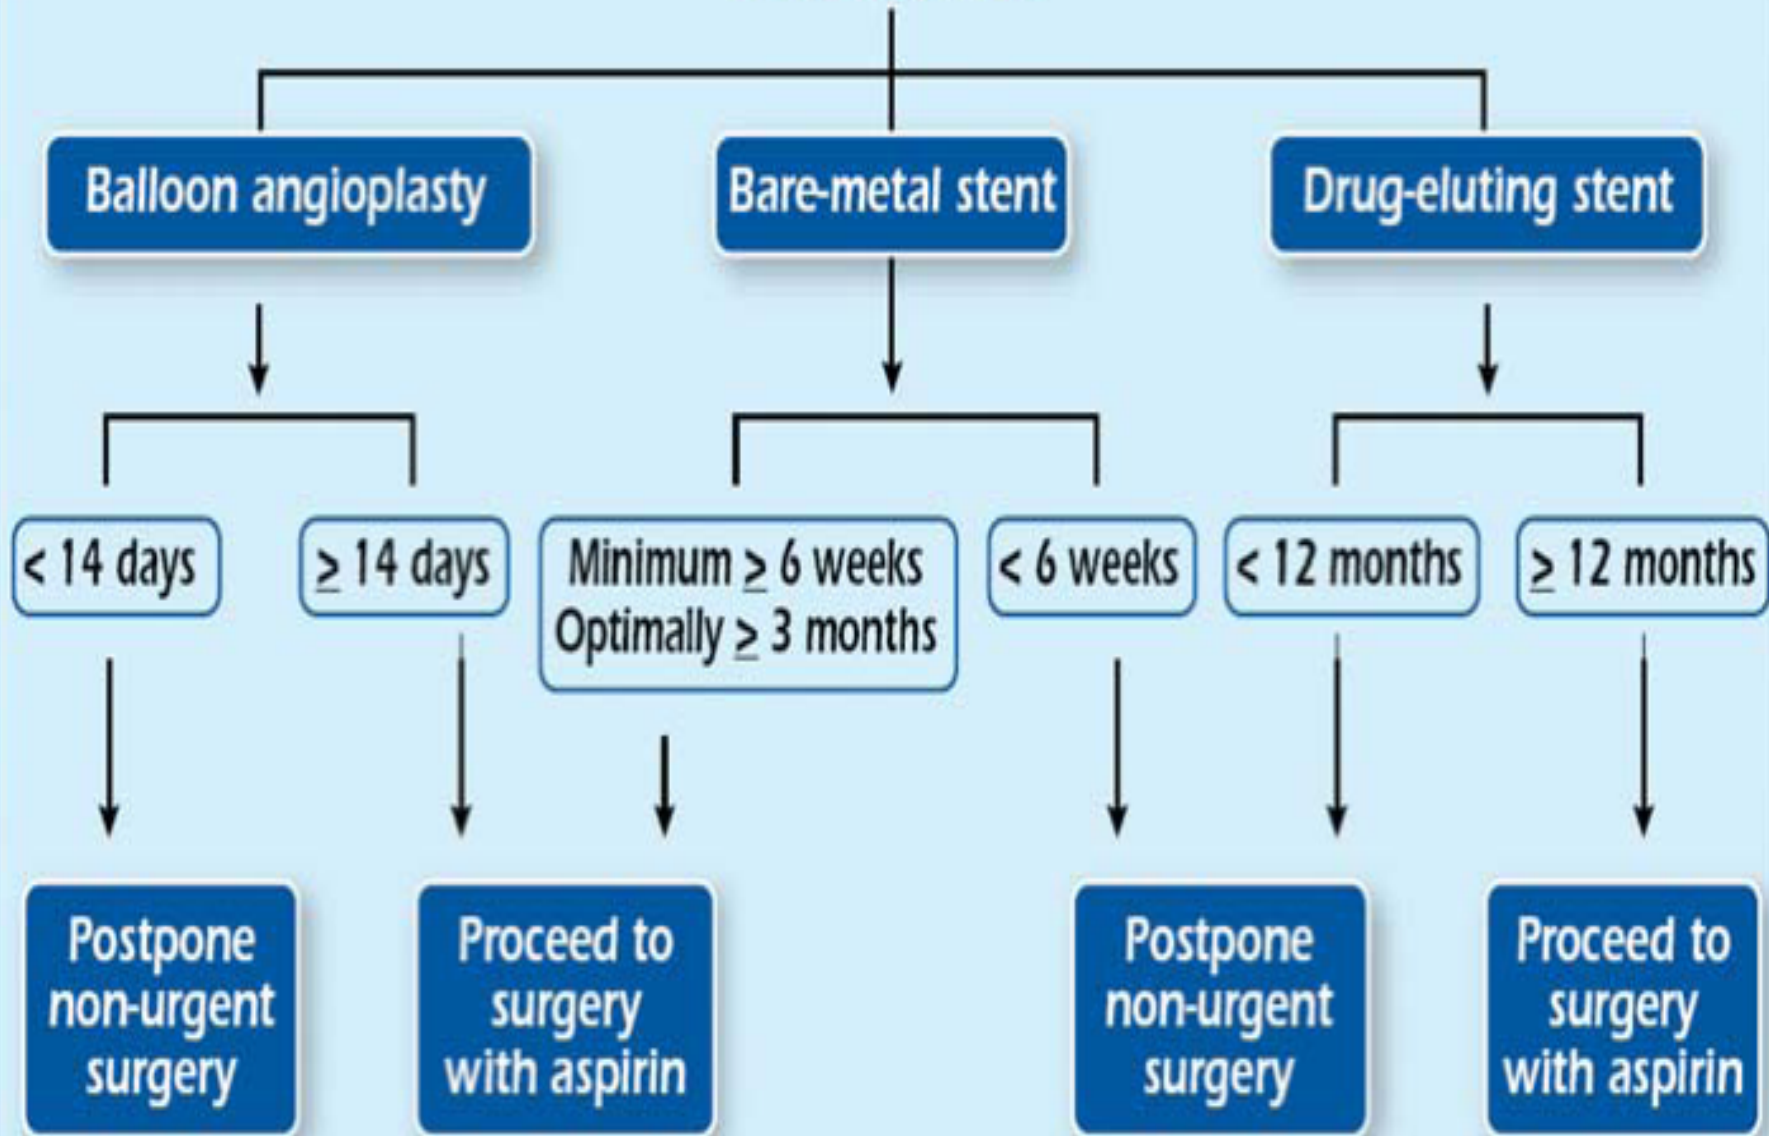 Balloon angioplasty
Bare-metal stent
Drug-eluting stent
< 14 days
≥ 14 days
Minimum ≥ 6 weeks
Optimally ≥ 3 months
< 6 weeks
< 12 months
≥ 12 months
Postpone
non-urgent
surgery
Proceed to
surgery
with aspirin
Postpone
non-urgent
surgery
Proceed to
surgery
with aspirin